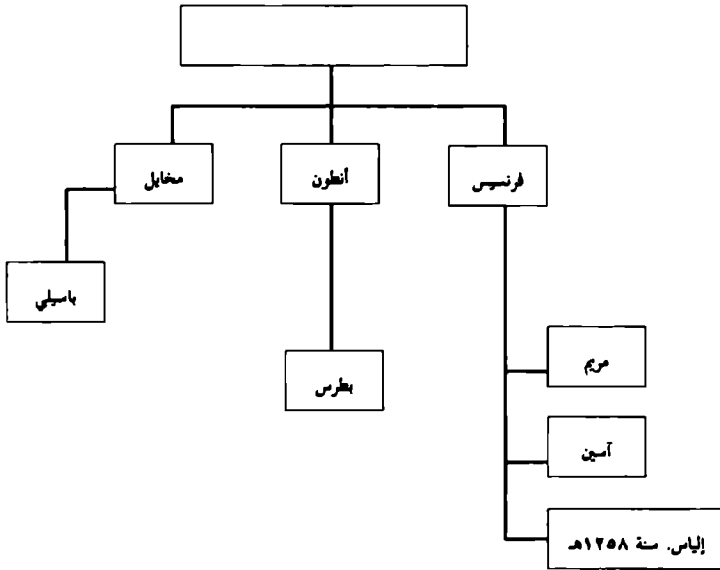 فرنسيس
أنطون
مخايل
باسيلي
مريم
بطرس
آسين
إلياس. سنة ١٢٥٨هـ